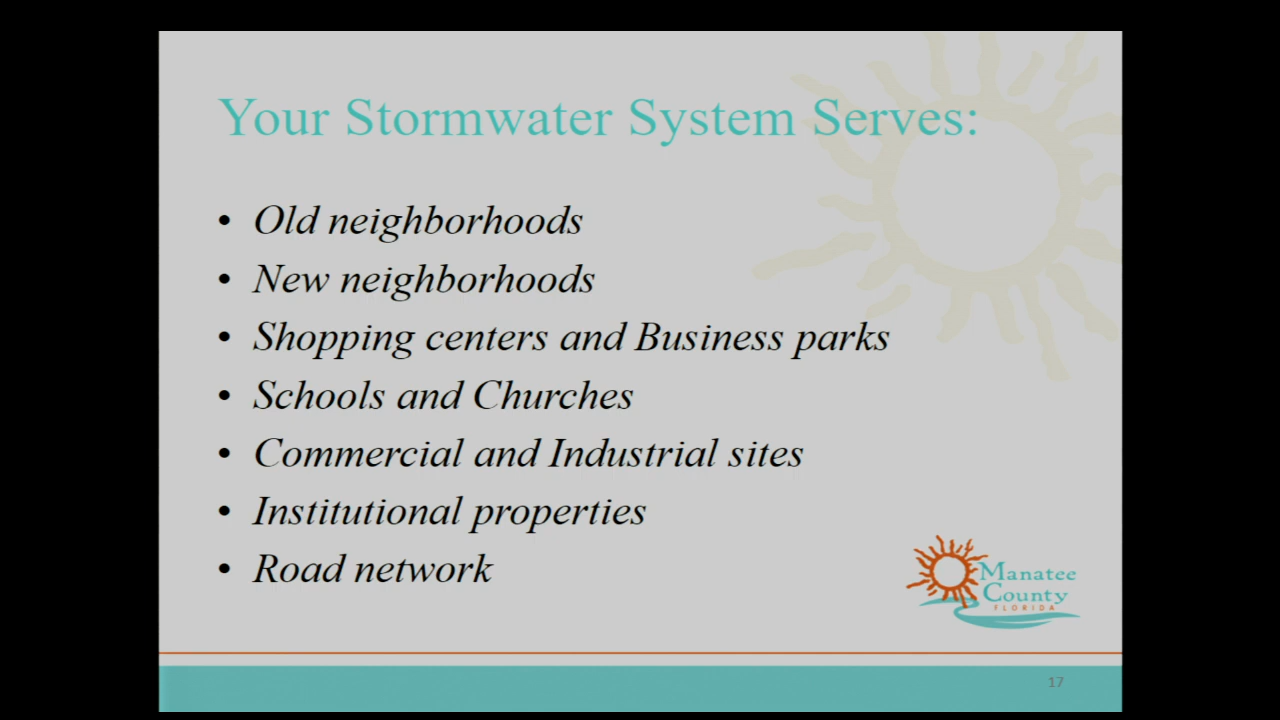 Your Stormwater System Serves:
• Old neighborhoods
• New neighborhoods
• Shopping centers and Business parks
• Schools and Churches
• Commercial and Industrial sites
• Institutional properties
• Road network
Manatee
County
FLORIDA
17